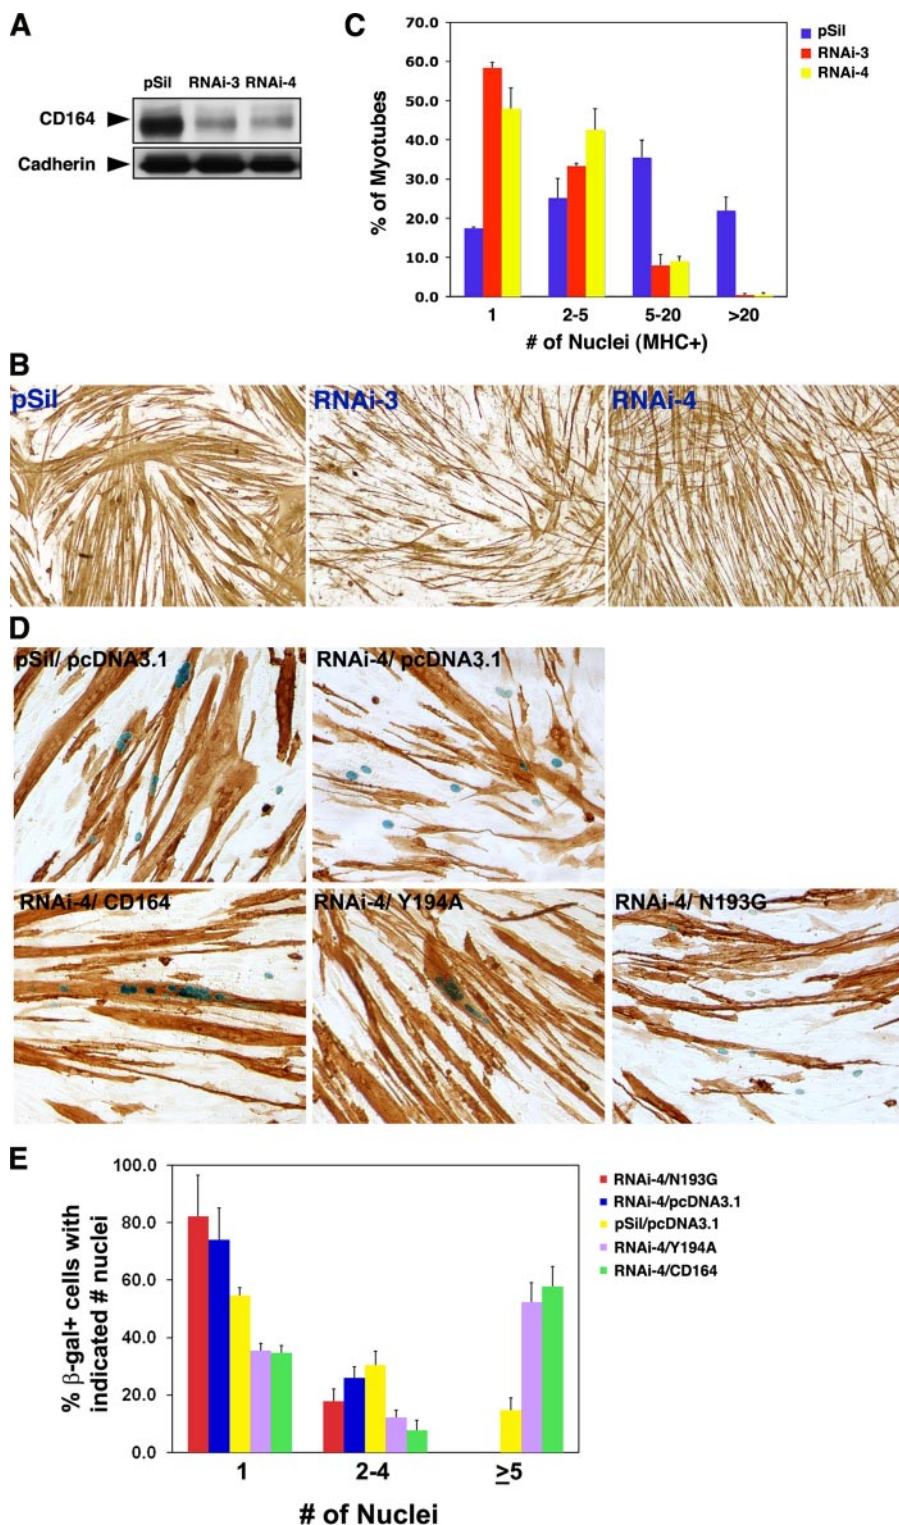 A
pSil RNAi-3 RNAi-4
CD164
Cadherin
C
% of Myotubes
70.0
60.0
50.0
40.0
30.0
20.0
10.0
0.0
1 2-5 5-20 >20
# of Nuclei (MHC+)
pSil
RNAi-3
RNAi-4
B
pSil RNAi-3 RNAi-4
D
pSil/ pcDNA3.1 RNAi-4/ pcDNA3.1
RNAi-4/ CD164 RNAi-4/ Y194A RNAi-4/ N193G
E
% β-gal+ cells with
indicated # nuclei
100.0
80.0
60.0
40.0
20.0
0.0
1 2-4 ≥5
# of Nuclei
RNAi-4/N193G
RNAi-4/pcDNA3.1
pSil/pcDNA3.1
RNAi-4/Y194A
RNAi-4/CD164